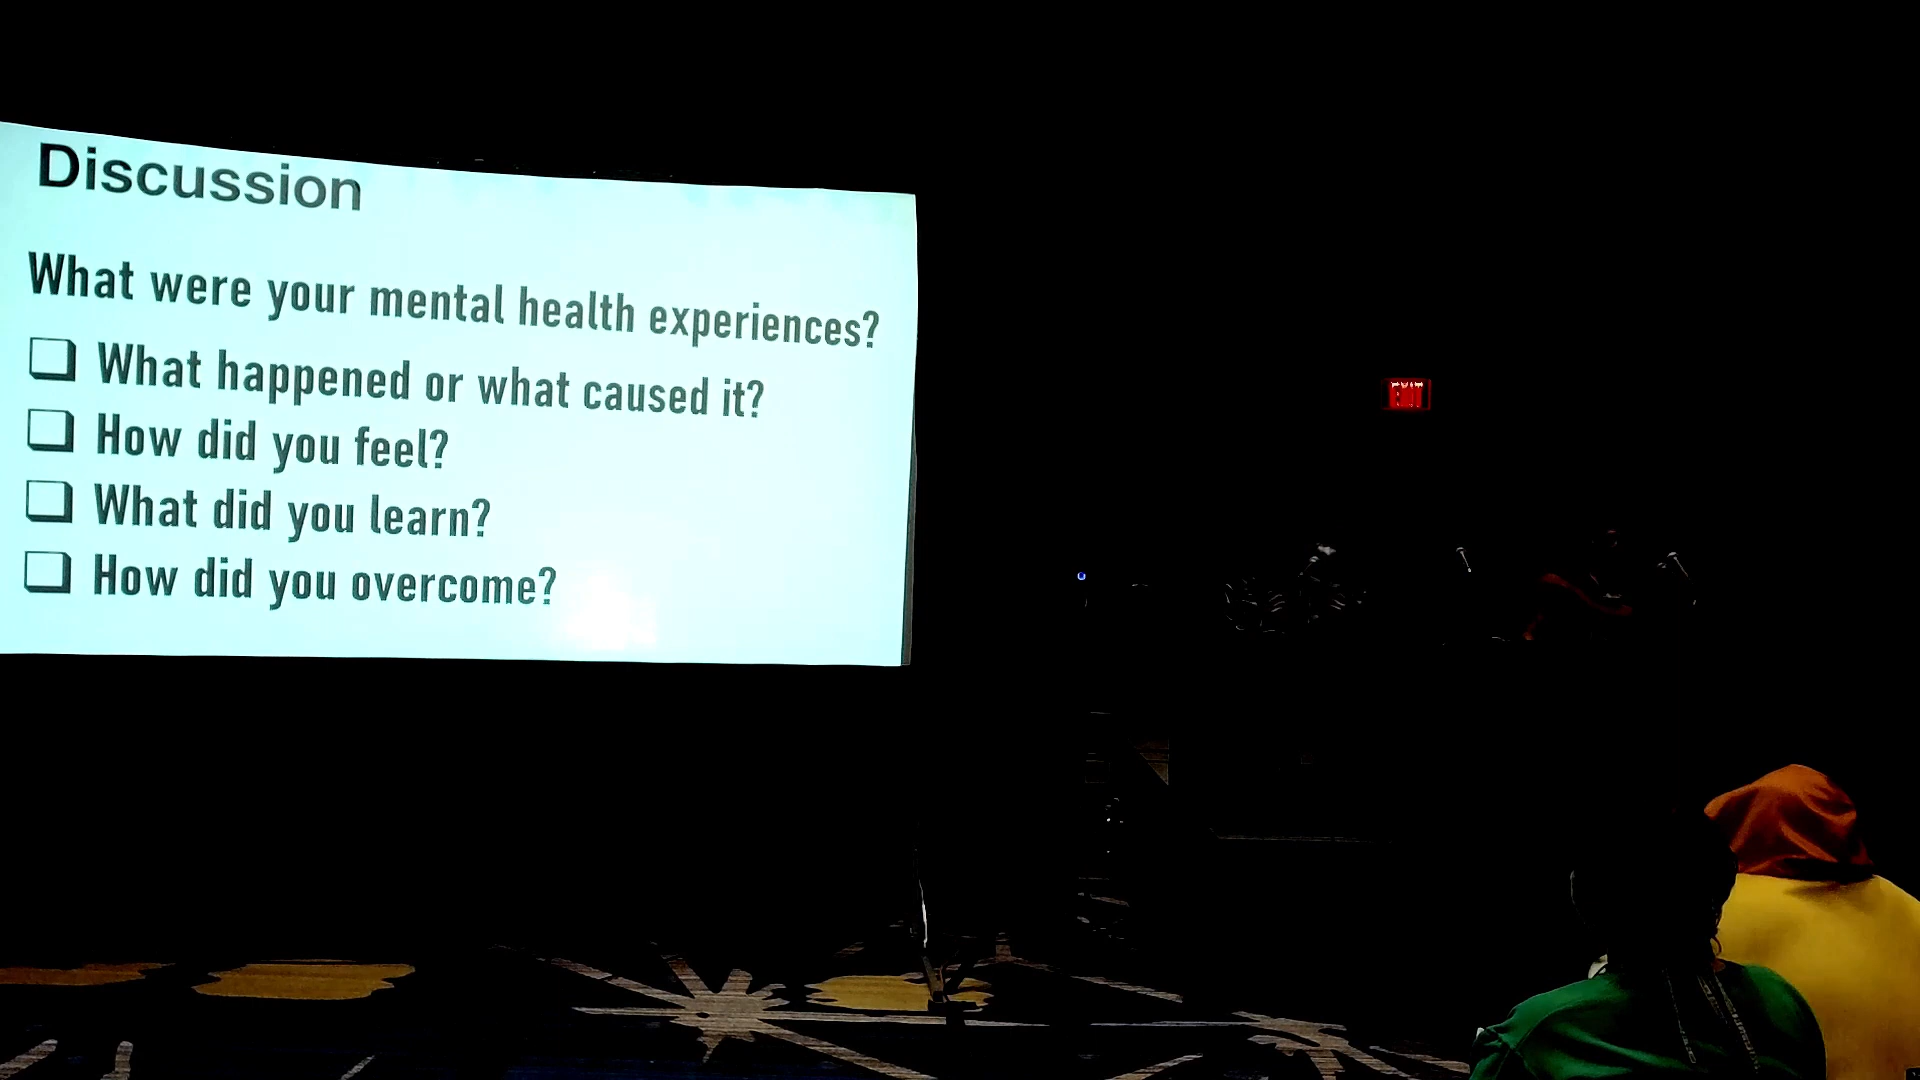 Discussion
What were your mental health experiences?
❑ What happened or what caused it?
❑ How did you feel?
❑ What did you learn?
❑ How did you overcome?
EXIT